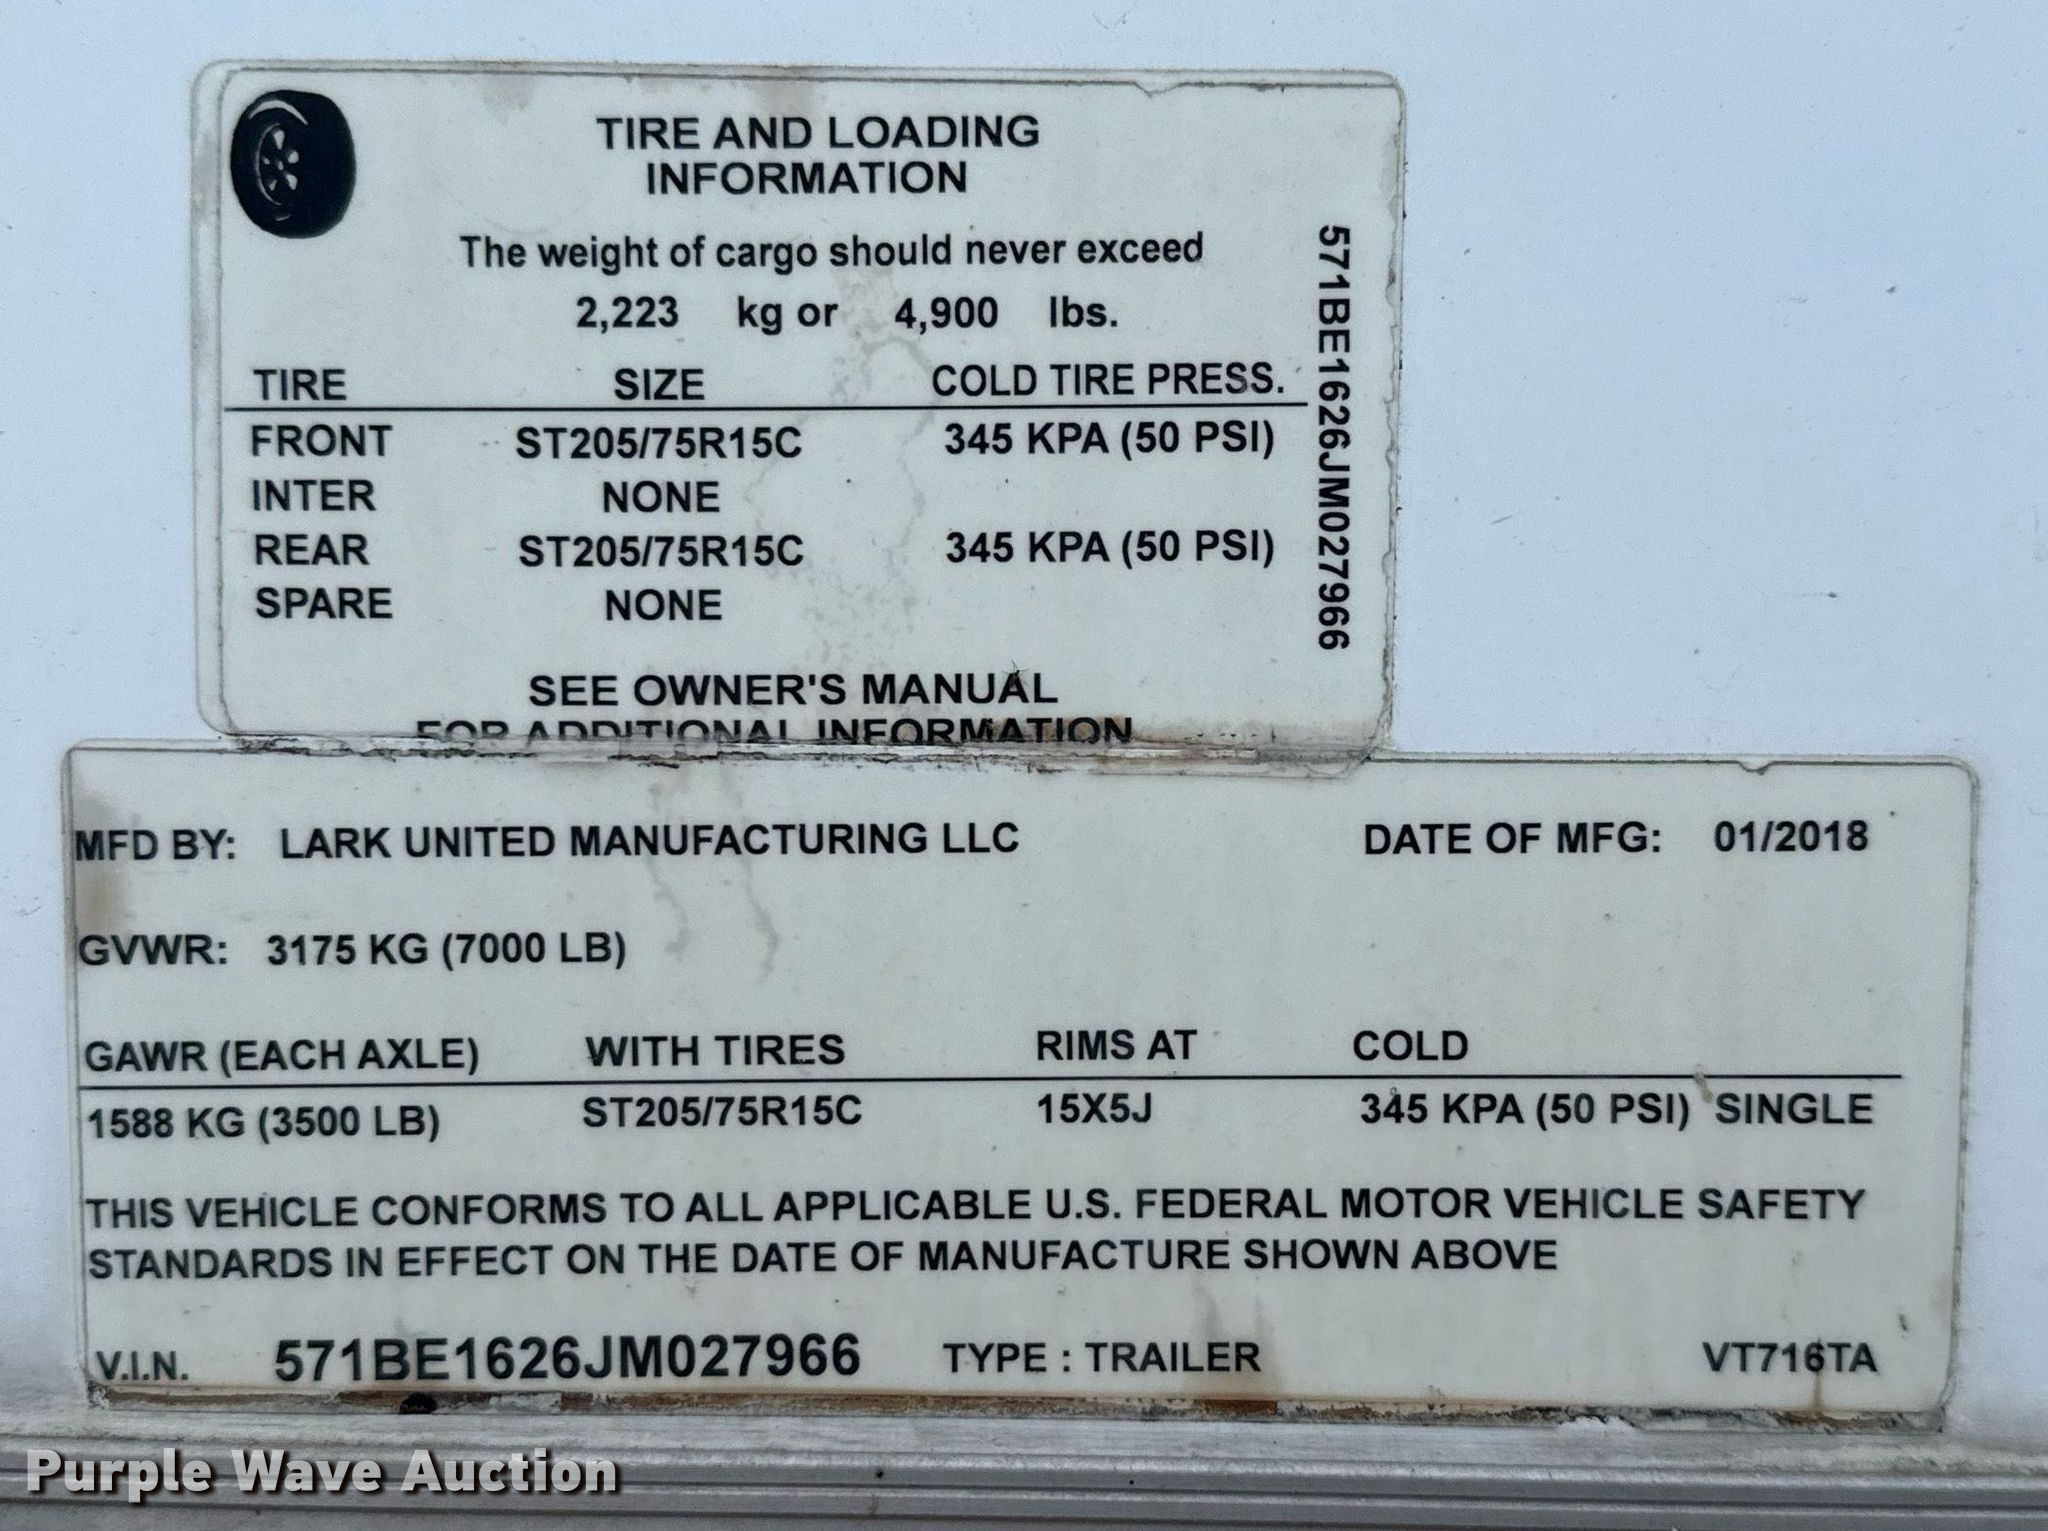 TIRE AND LOADING
INFORMATION
The weight of cargo should never exceed
2,223 kg or 4,900 lbs.
TIRE SIZE COLD TIRE PRESS.
FRONT ST205/75R15C 345 KPA (50 PSI)
INTER NONE
REAR ST205/75R15C 345 KPA (50 PSI)
SPARE NONE
SEE OWNER'S MANUAL
FOR ADDITIONAL INFORMATION
571BE1626JM027966
MFD BY: LARK UNITED MANUFACTURING LLC DATE OF MFG: 01/2018
GVWR: 3175 KG (7000 LB)
GAWR (EACH AXLE) WITH TIRES RIMS AT COLD
1588 KG (3500 LB) ST205/75R15C 15X5J 345 KPA (50 PSI) SINGLE
THIS VEHICLE CONFORMS TO ALL APPLICABLE U.S. FEDERAL MOTOR VEHICLE SAFETY
STANDARDS IN EFFECT ON THE DATE OF MANUFACTURE SHOWN ABOVE
V.I.N. 571BE1626JM027966 TYPE : TRAILER VT716TA
Purple Wave Auction